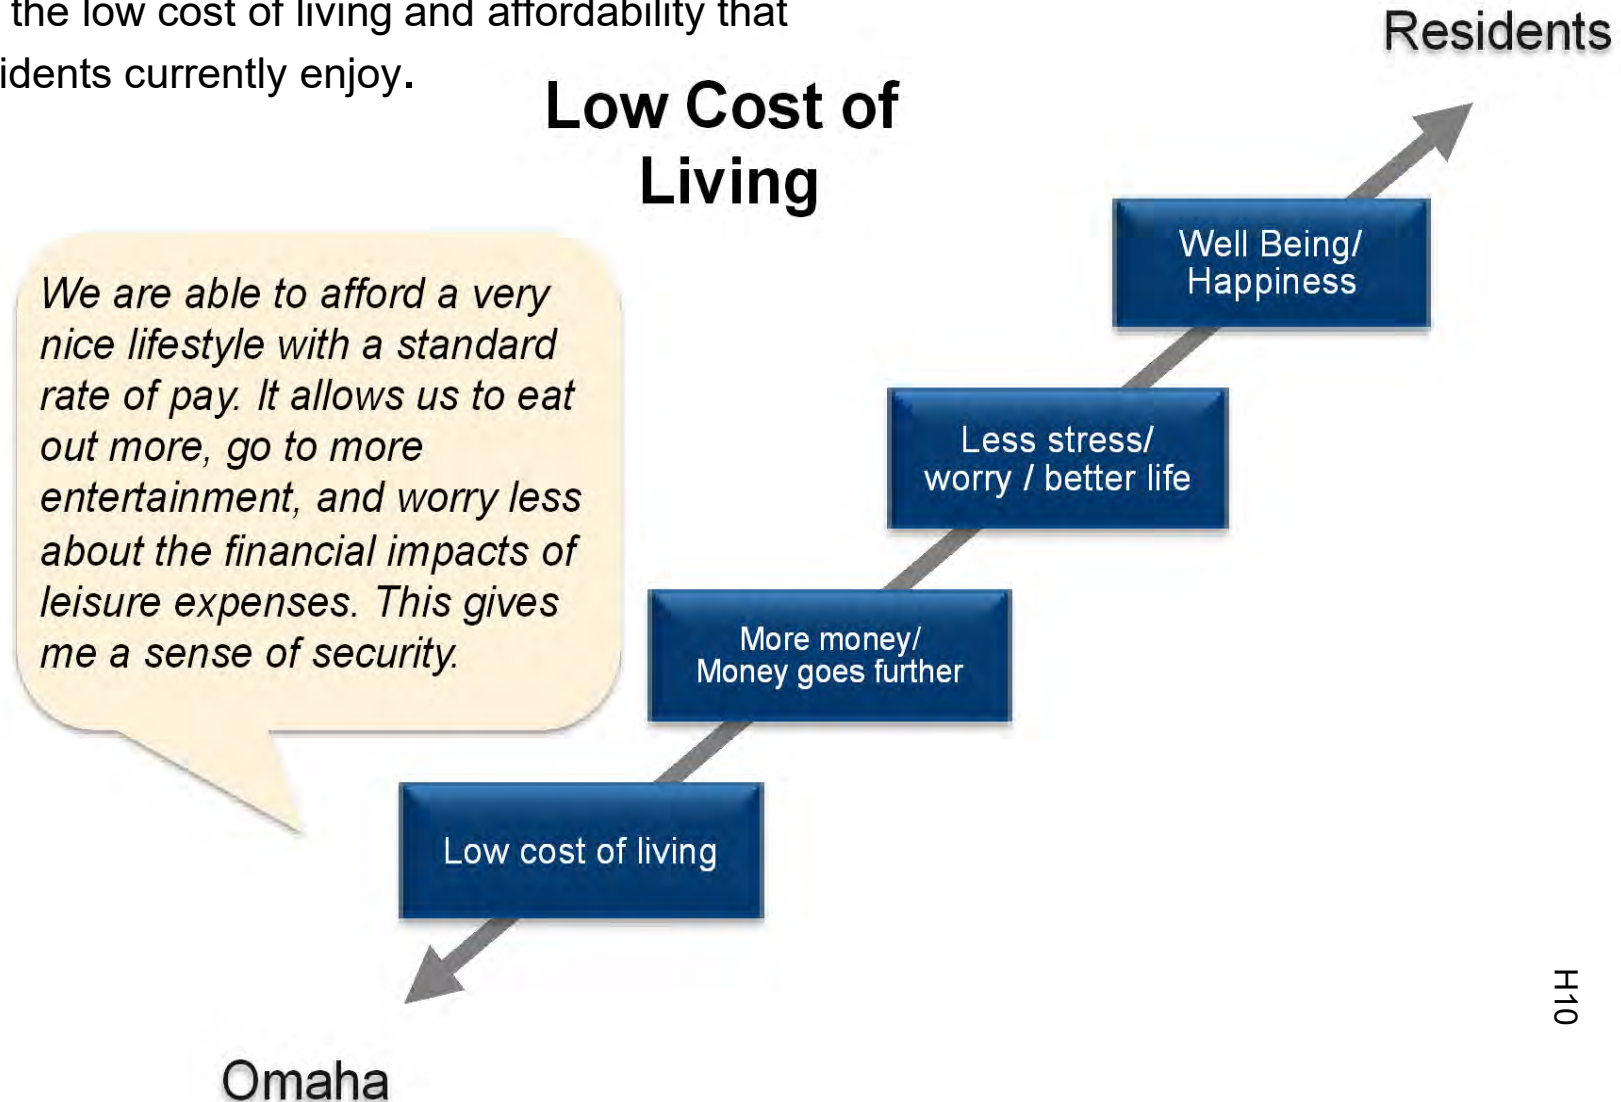 the low cost of living and affordability that
idents currently enjoy.
Residents
Low Cost of
Living
We are able to afford a very
nice lifestyle with a standard
rate of pay. It allows us to eat
out more, go to more
entertainment, and worry less
about the financial impacts of
leisure expenses. This gives
me a sense of security.
Well Being/
Happiness
Less stress/
worry / better life
More money/
Money goes further
Low cost of living
Omaha
H10